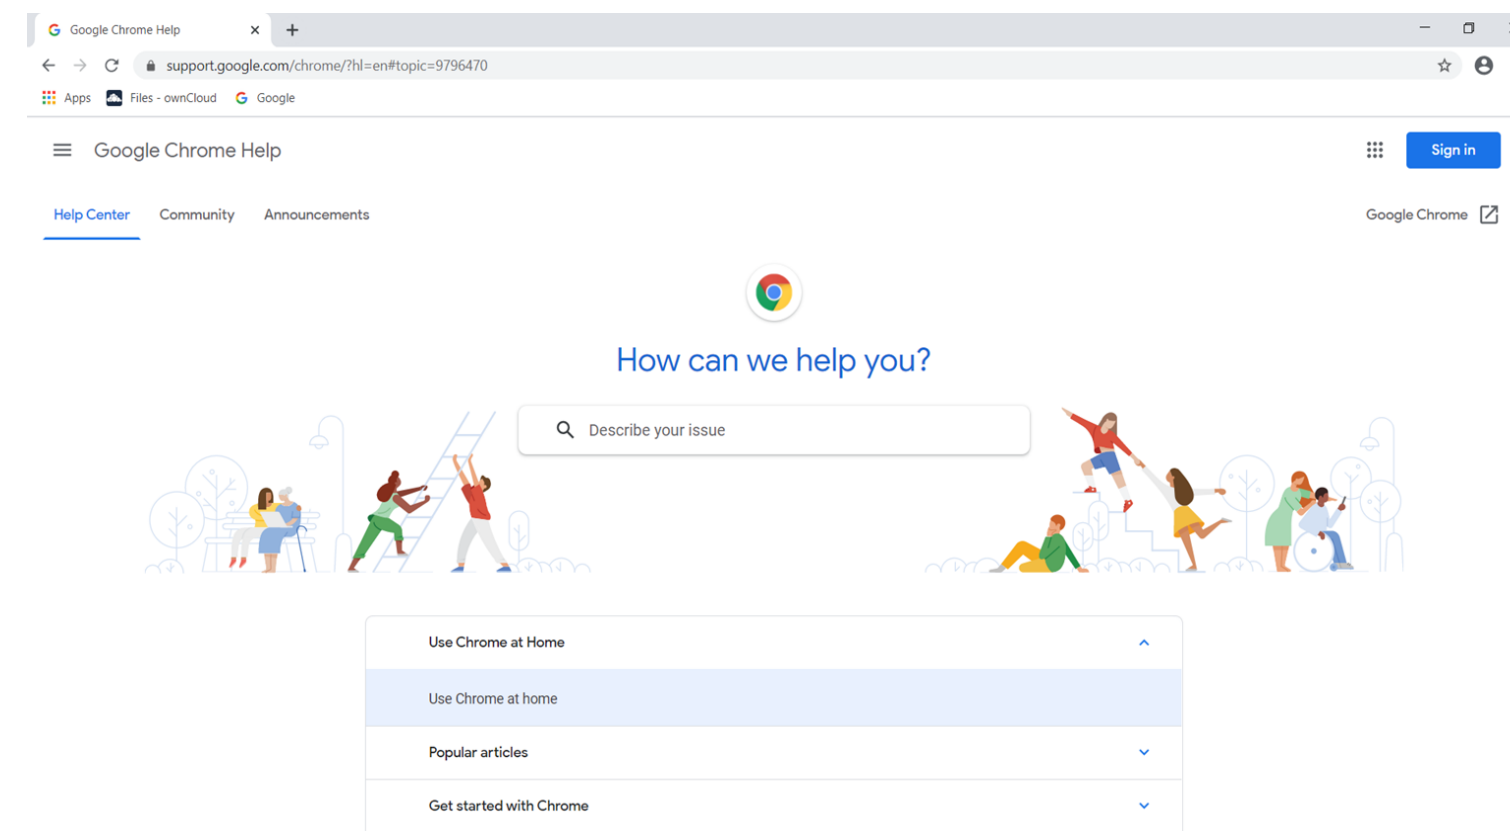 Google Chrome Help
support.google.com/chrome/?hl=en#topic=9796470
Apps Files - ownCloud Google
Google Chrome Help Sign in
Help Center Community Announcements Google Chrome
How can we help you?
Describe your issue
Use Chrome at Home
Use Chrome at home
Popular articles
Get started with Chrome